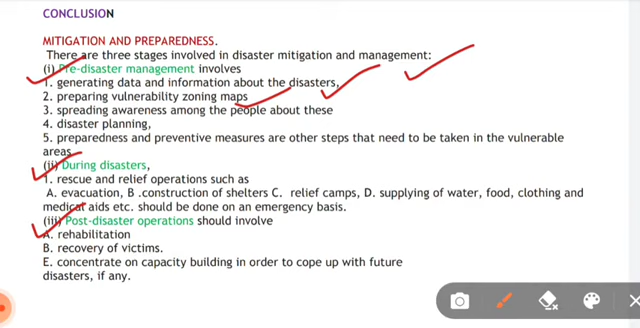 CONCLUSION
MITIGATION AND PREPAREDNESS.
There are three stages involved in disaster mitigation and management:
(i) Pre-disaster management involves
1. generating data and information about the disasters,
2. preparing vulnerability zoning maps
3. spreading awareness among the people about these
4. disaster planning,
5. preparedness and preventive measures are other steps that need to be taken in the vulnerable
areas
(ii) During disasters,
1. rescue and relief operations such as
A. evacuation, B .construction of shelters C. relief camps, D. supplying of water, food, clothing and
medical aids etc. should be done on an emergency basis.
(iii) Post-disaster operations should involve
A. rehabilitation
B. recovery of victims.
E. concentrate on capacity building in order to cope up with future
disasters, if any.